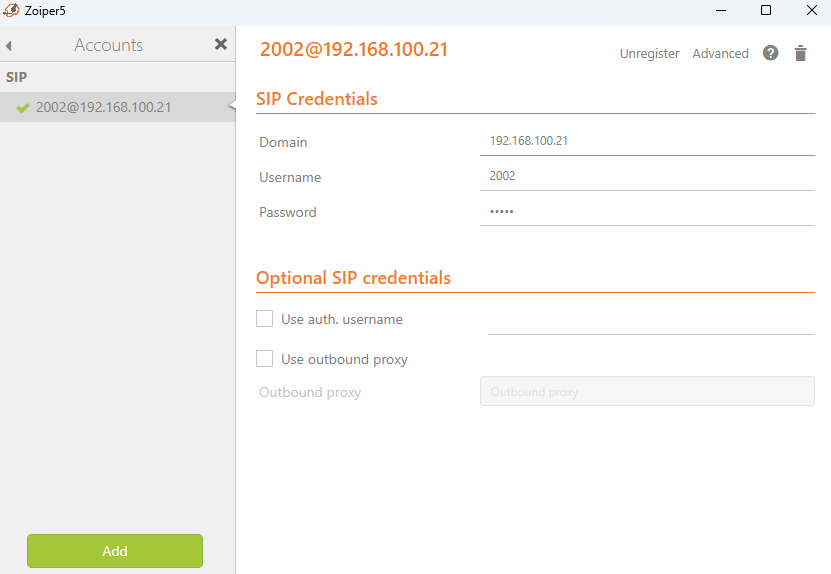 Zoiper5
Accounts
SIP
2002@192.168.100.21
Add
2002@192.168.100.21
Unregister Advanced ?
SIP Credentials
Domain 192.168.100.21
Username 2002
Password •••••
Optional SIP credentials
Use auth. username
Use outbound proxy
Outbound proxy Outbound proxy